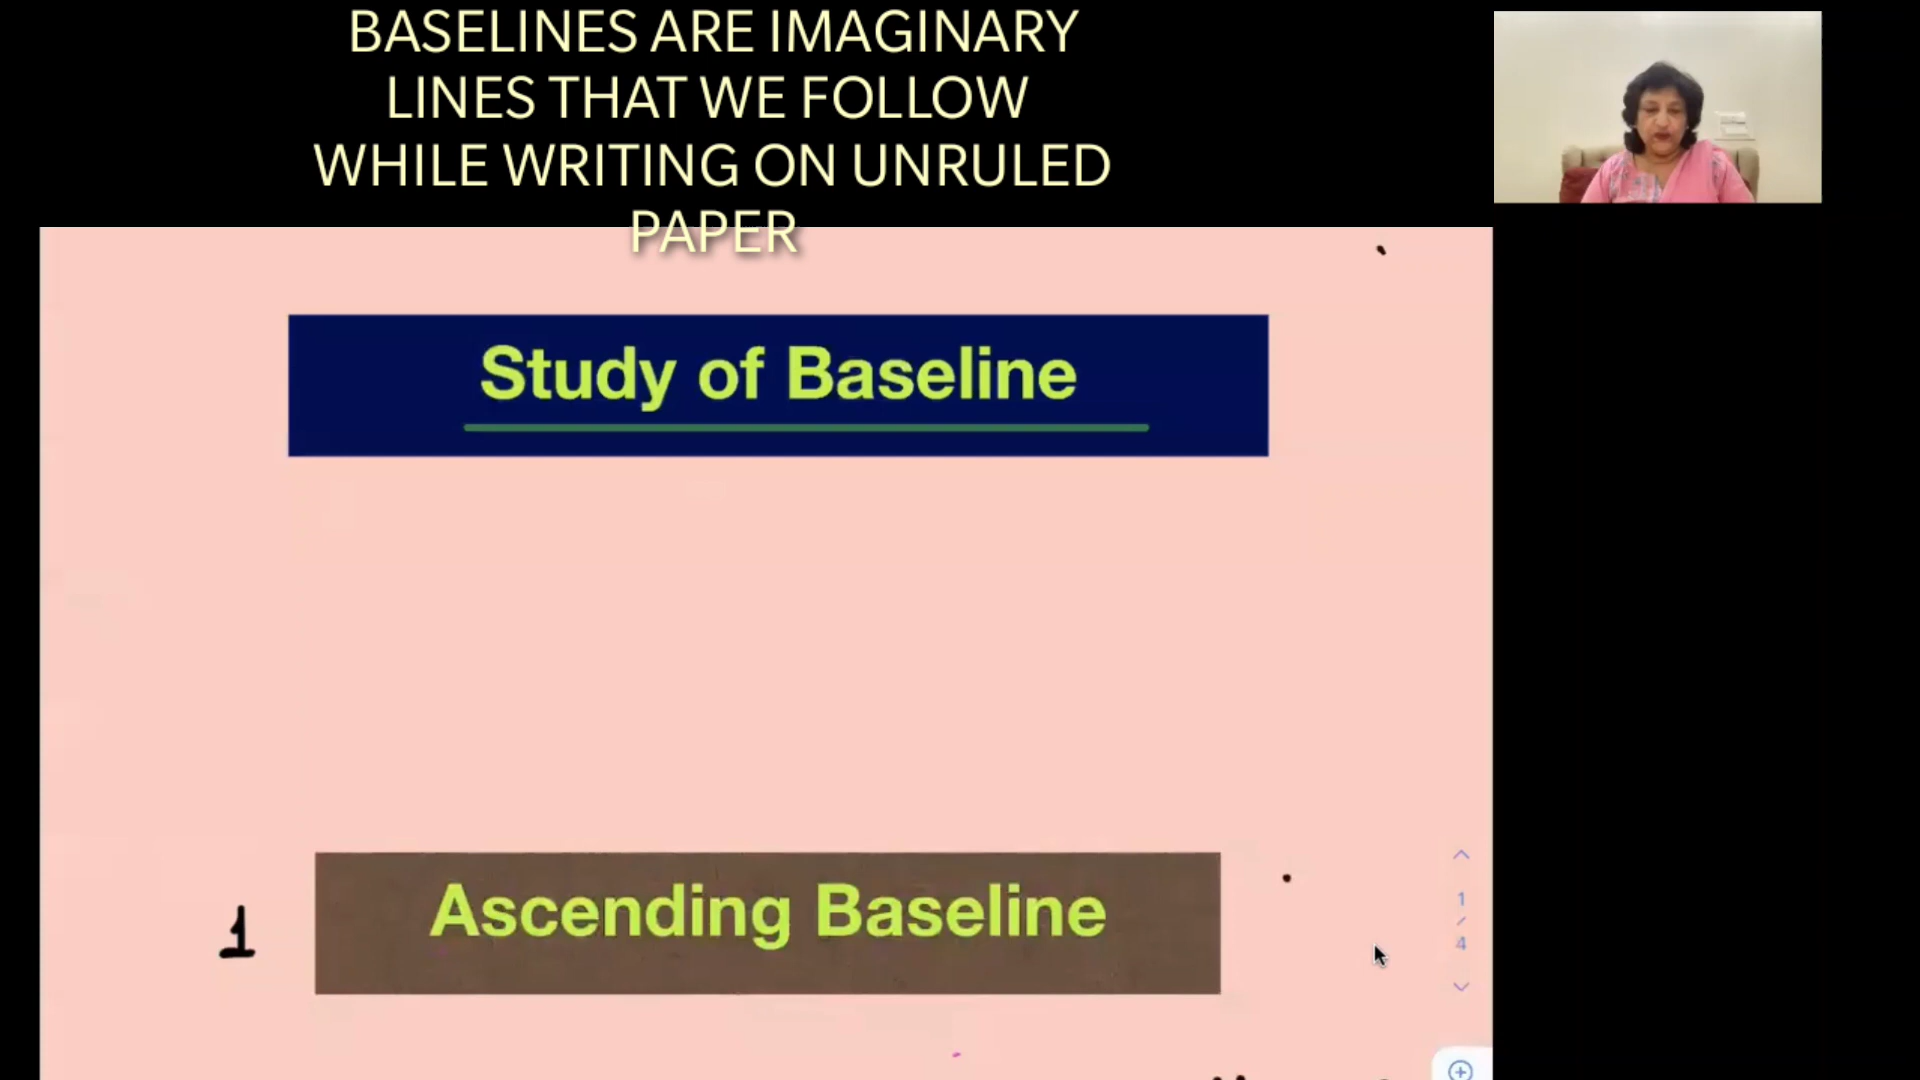 BASELINES ARE IMAGINARY
LINES THAT WE FOLLOW
WHILE WRITING ON UNRULED
PAPER
Study of Baseline
1
Ascending Baseline
1
/
4